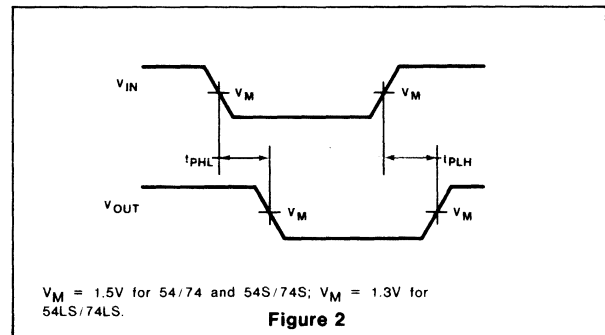 VIN
VM
VM
tPHL
tPLH
VOUT
VM
VM
VM = 1.5V for 54/74 and 54S/74S; VM = 1.3V for
54LS/74LS.
Figure 2